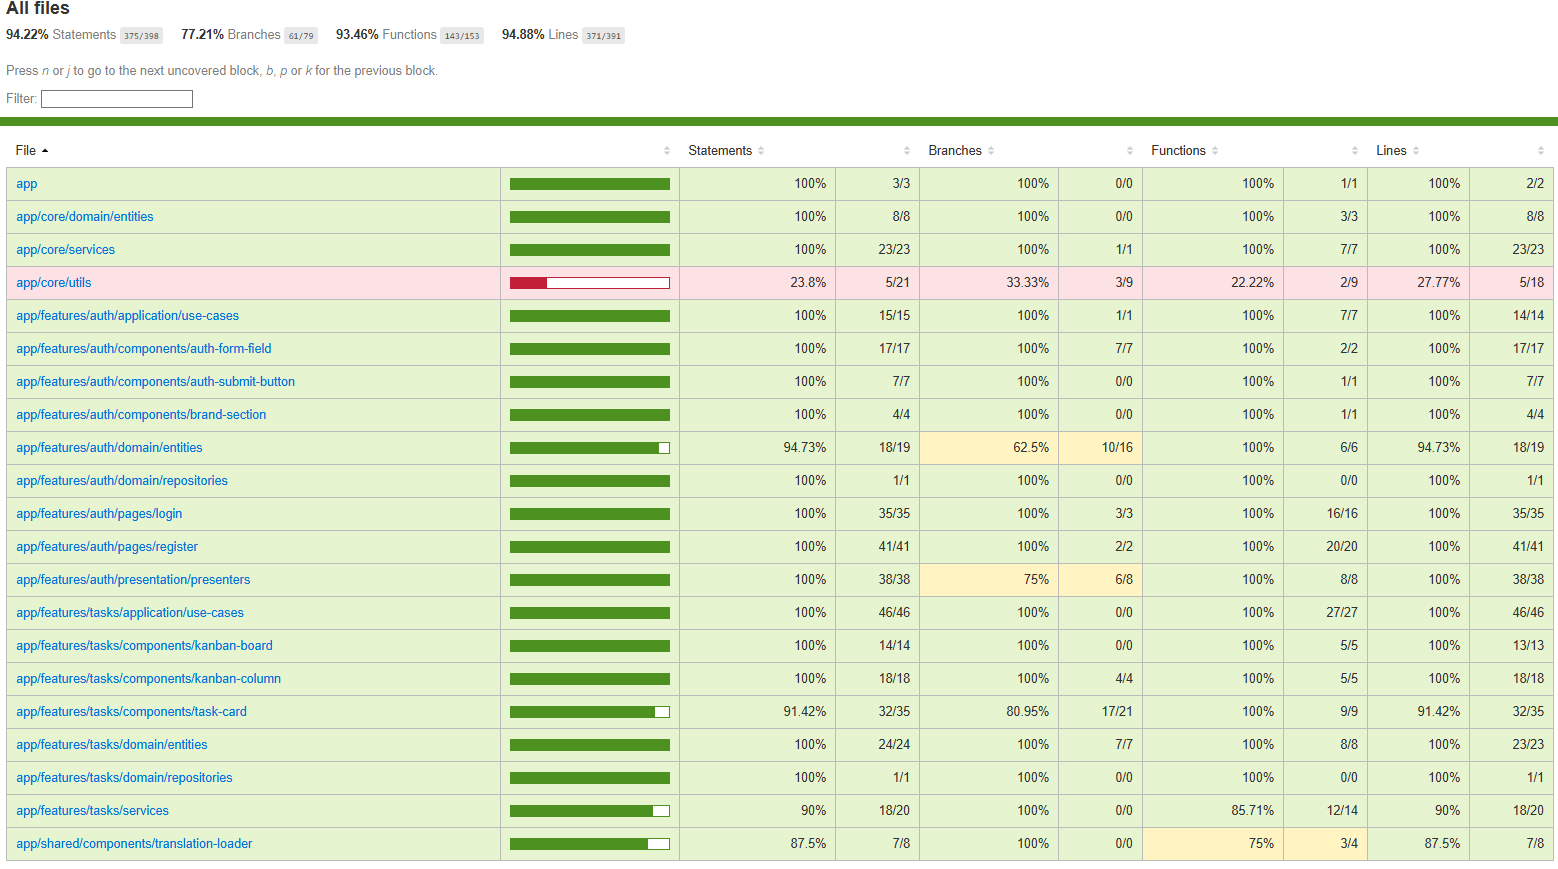 All files
94.22% Statements 375/398 77.21% Branches 61/79 93.46% Functions 143/153 94.88% Lines 371/391
Press n or j to go to the next uncovered block, b, p or k for the previous block.
Filter:
File Statements Branches Functions Lines
app 100% 3/3 100% 0/0 100% 1/1 100% 2/2
app/core/domain/entities 100% 8/8 100% 0/0 100% 3/3 100% 8/8
app/core/services 100% 23/23 100% 1/1 100% 7/7 100% 23/23
app/core/utils 23.8% 5/21 33.33% 3/9 22.22% 2/9 27.77% 5/18
app/features/auth/application/use-cases 100% 15/15 100% 1/1 100% 7/7 100% 14/14
app/features/auth/components/auth-form-field 100% 17/17 100% 7/7 100% 2/2 100% 17/17
app/features/auth/components/auth-submit-button 100% 7/7 100% 0/0 100% 1/1 100% 7/7
app/features/auth/components/brand-section 100% 4/4 100% 0/0 100% 1/1 100% 4/4
app/features/auth/domain/entities 94.73% 18/19 62.5% 10/16 100% 6/6 94.73% 18/19
app/features/auth/domain/repositories 100% 1/1 100% 0/0 100% 0/0 100% 1/1
app/features/auth/pages/login 100% 35/35 100% 3/3 100% 16/16 100% 35/35
app/features/auth/pages/register 100% 41/41 100% 2/2 100% 20/20 100% 41/41
app/features/auth/presentation/presenters 100% 38/38 75% 6/8 100% 8/8 100% 38/38
app/features/tasks/application/use-cases 100% 46/46 100% 0/0 100% 27/27 100% 46/46
app/features/tasks/components/kanban-board 100% 14/14 100% 0/0 100% 5/5 100% 13/13
app/features/tasks/components/kanban-column 100% 18/18 100% 4/4 100% 5/5 100% 18/18
app/features/tasks/components/task-card 91.42% 32/35 80.95% 17/21 100% 9/9 91.42% 32/35
app/features/tasks/domain/entities 100% 24/24 100% 7/7 100% 8/8 100% 23/23
app/features/tasks/domain/repositories 100% 1/1 100% 0/0 100% 0/0 100% 1/1
app/features/tasks/services 90% 18/20 100% 0/0 85.71% 12/14 90% 18/20
app/shared/components/translation-loader 87.5% 7/8 100% 0/0 75% 3/4 87.5% 7/8